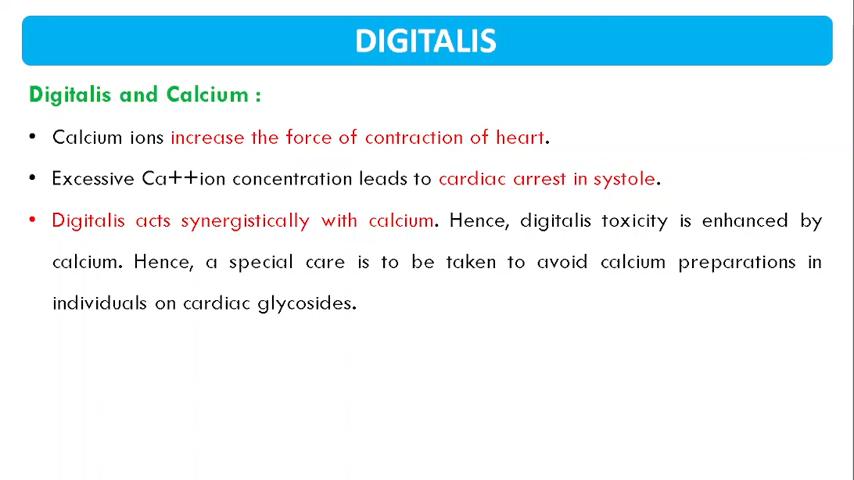 DIGITALIS
Digitalis and Calcium :
• Calcium ions increase the force of contraction of heart.
• Excessive Ca++ion concentration leads to cardiac arrest in systole.
• Digitalis acts synergistically with calcium. Hence, digitalis toxicity is enhanced by
calcium. Hence, a special care is to be taken to avoid calcium preparations in
individuals on cardiac glycosides.